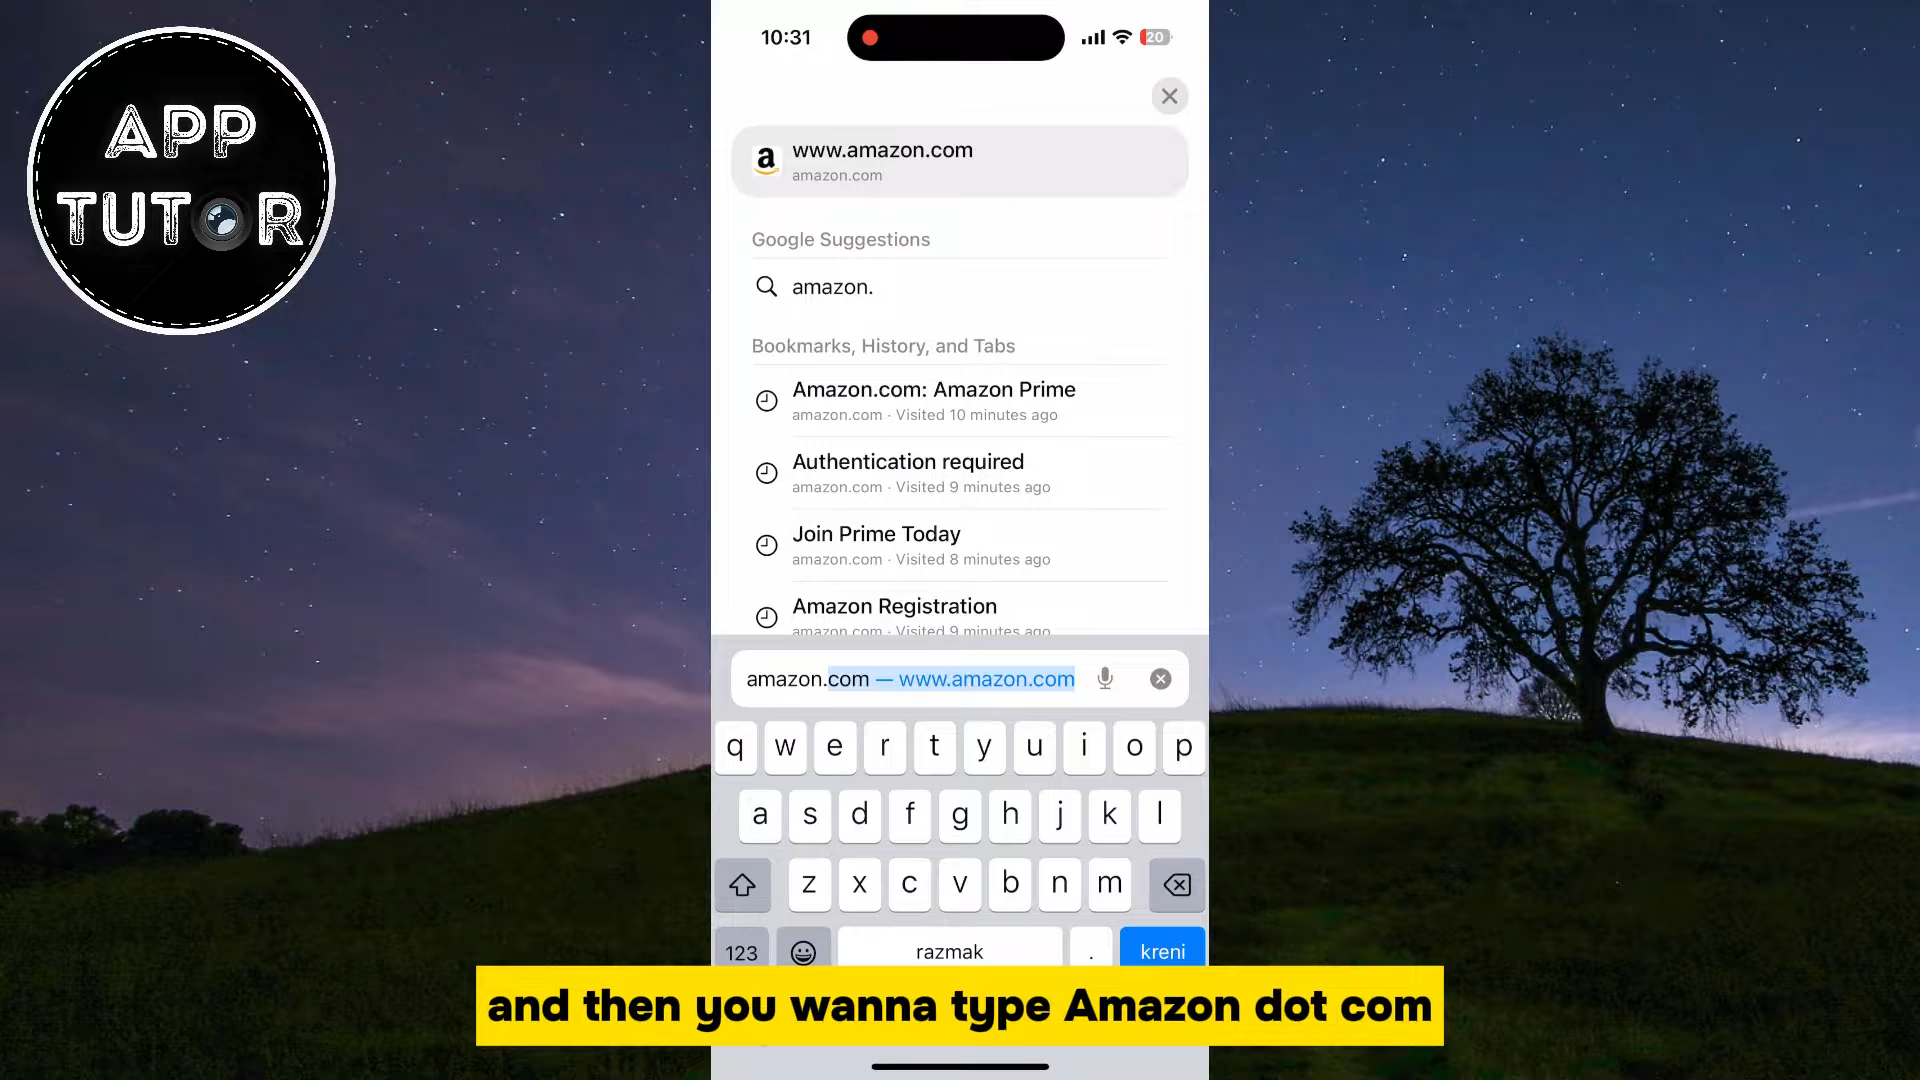 APP
TUTOR
10:31
20
www.amazon.com
amazon.com
Google Suggestions
amazon.
Bookmarks, History, and Tabs
Amazon.com: Amazon Prime
amazon.com · Visited 10 minutes ago
Authentication required
amazon.com · Visited 9 minutes ago
Join Prime Today
amazon.com · Visited 8 minutes ago
Amazon Registration
amazon.com · Visited 9 minutes ago
amazon.com — www.amazon.com
q w e r t y u i o p
a s d f g h j k l
z x c v b n m
123 razmak . kreni
and then you wanna type Amazon dot com